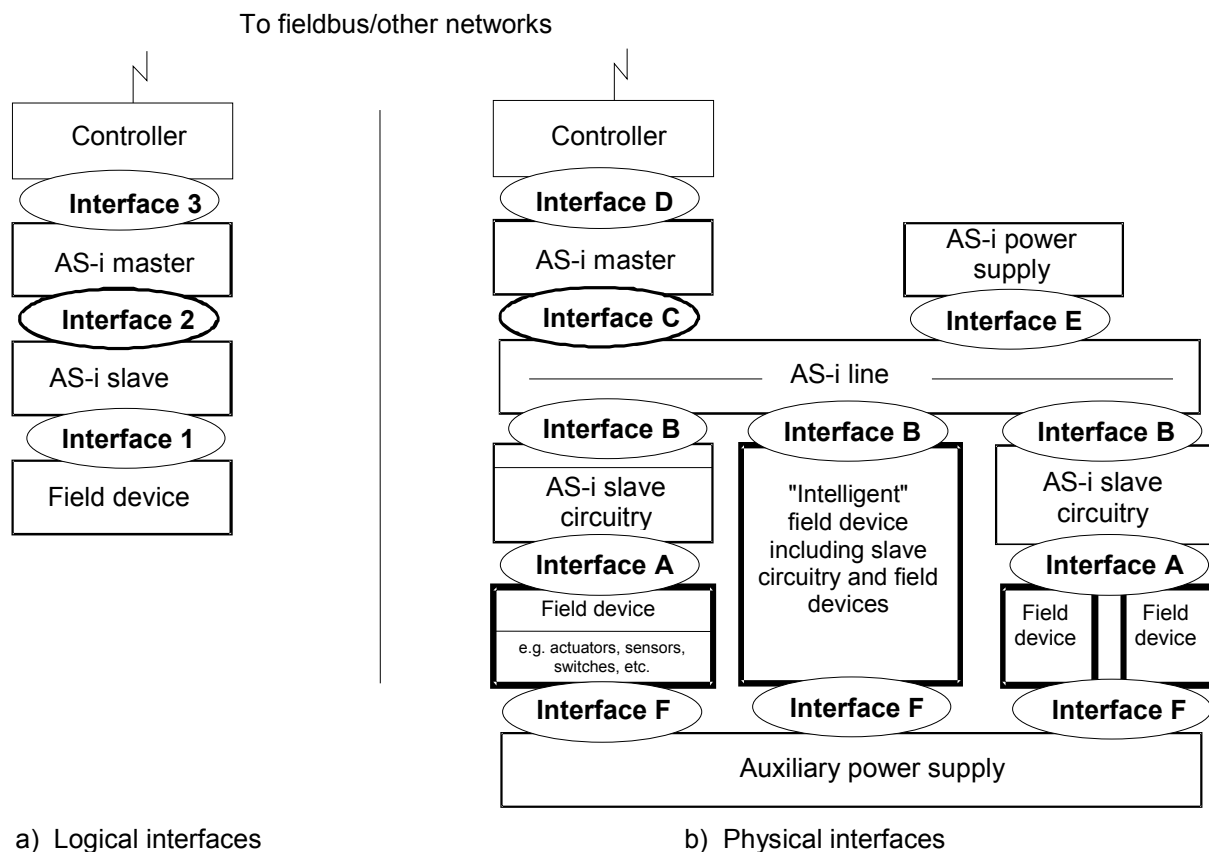 To fieldbus/other networks
Controller
Interface 3
AS-i master
Interface 2
AS-i slave
Interface 1
Field device
a) Logical interfaces
Controller
Interface D
AS-i master
Interface C
AS-i power
supply
Interface E
AS-i line
Interface B
Interface B
Interface B
AS-i slave
circuitry
Interface A
Field device
e.g. actuators, sensors,
switches, etc.
Interface F
"Intelligent"
field device
including slave
circuitry and field
devices
Interface F
AS-i slave
circuitry
Interface A
Field
device
Field
device
Interface F
Auxiliary power supply
b) Physical interfaces